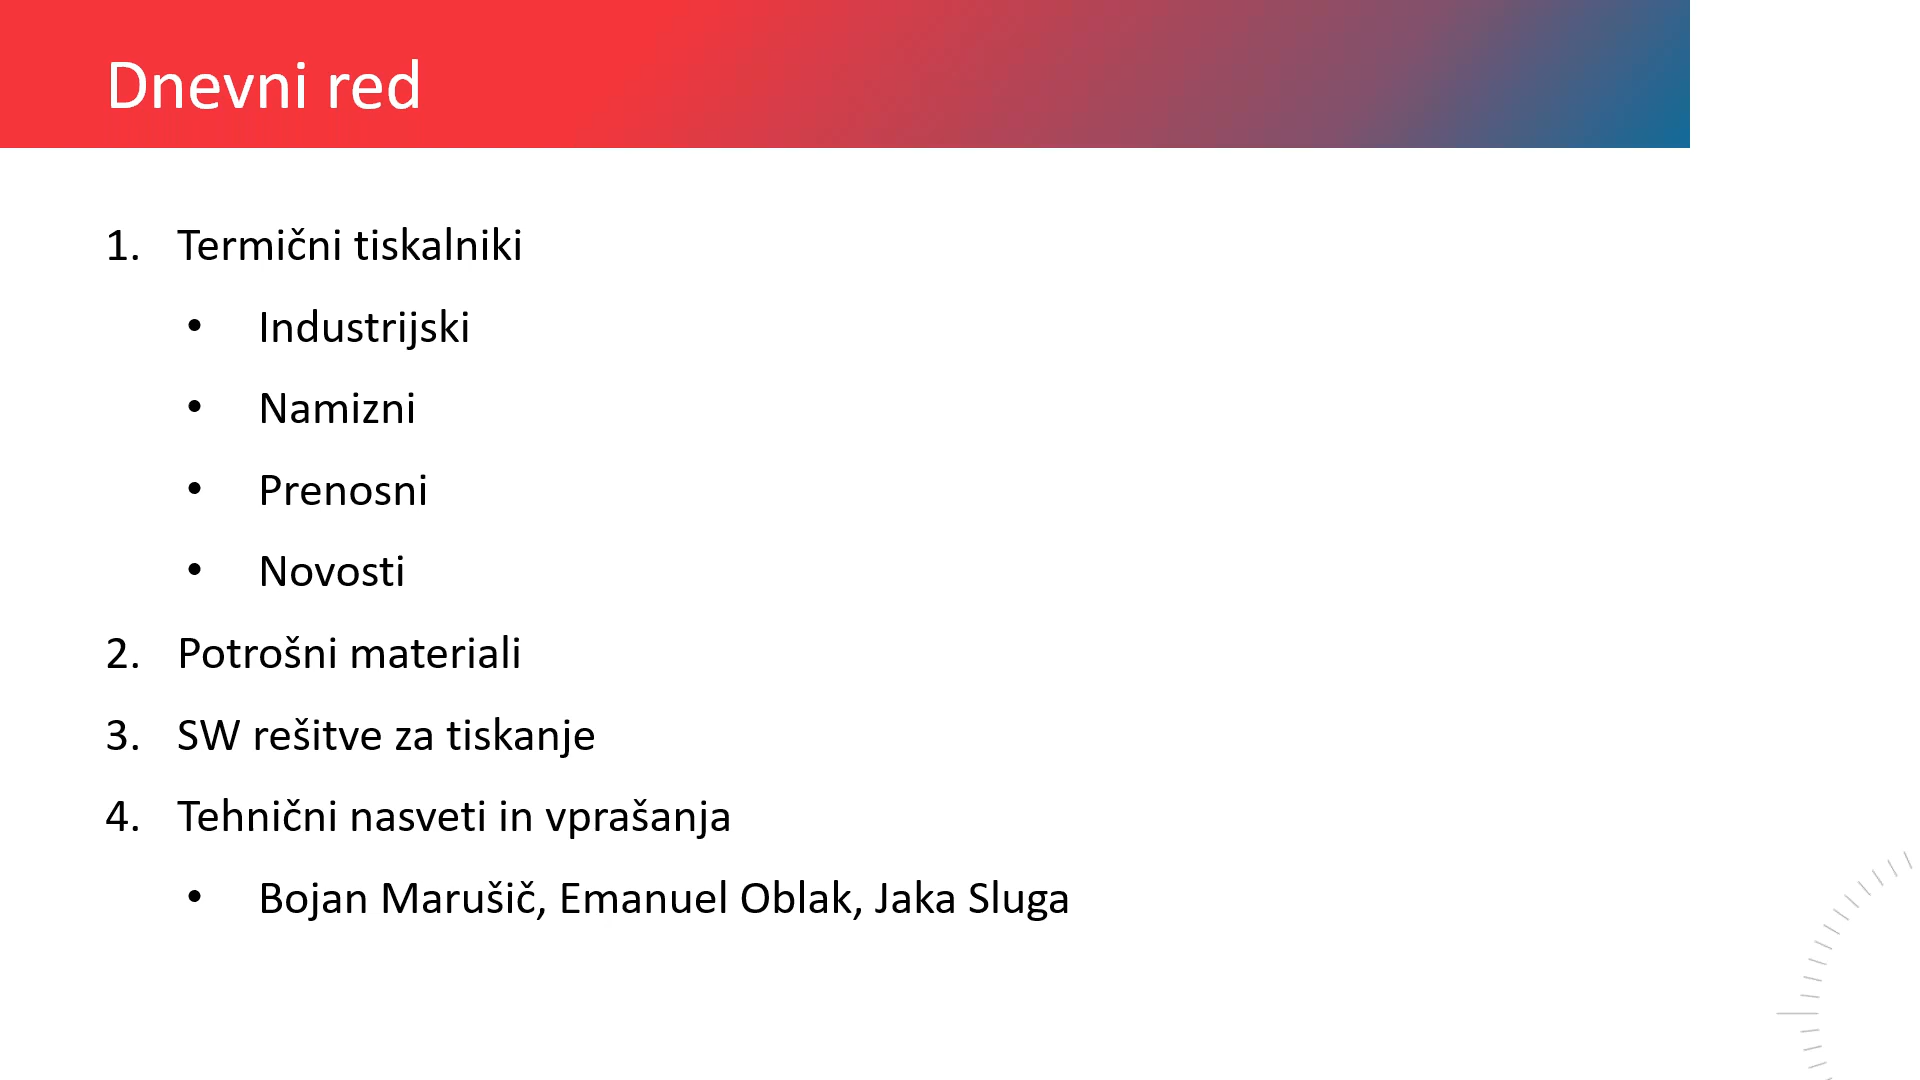 Dnevni red
1. Termični tiskalniki
• Industrijski
• Namizni
• Prenosni
• Novosti
2. Potrošni materiali
3. SW rešitve za tiskanje
4. Tehnični nasveti in vprašanja
• Bojan Marušič, Emanuel Oblak, Jaka Sluga